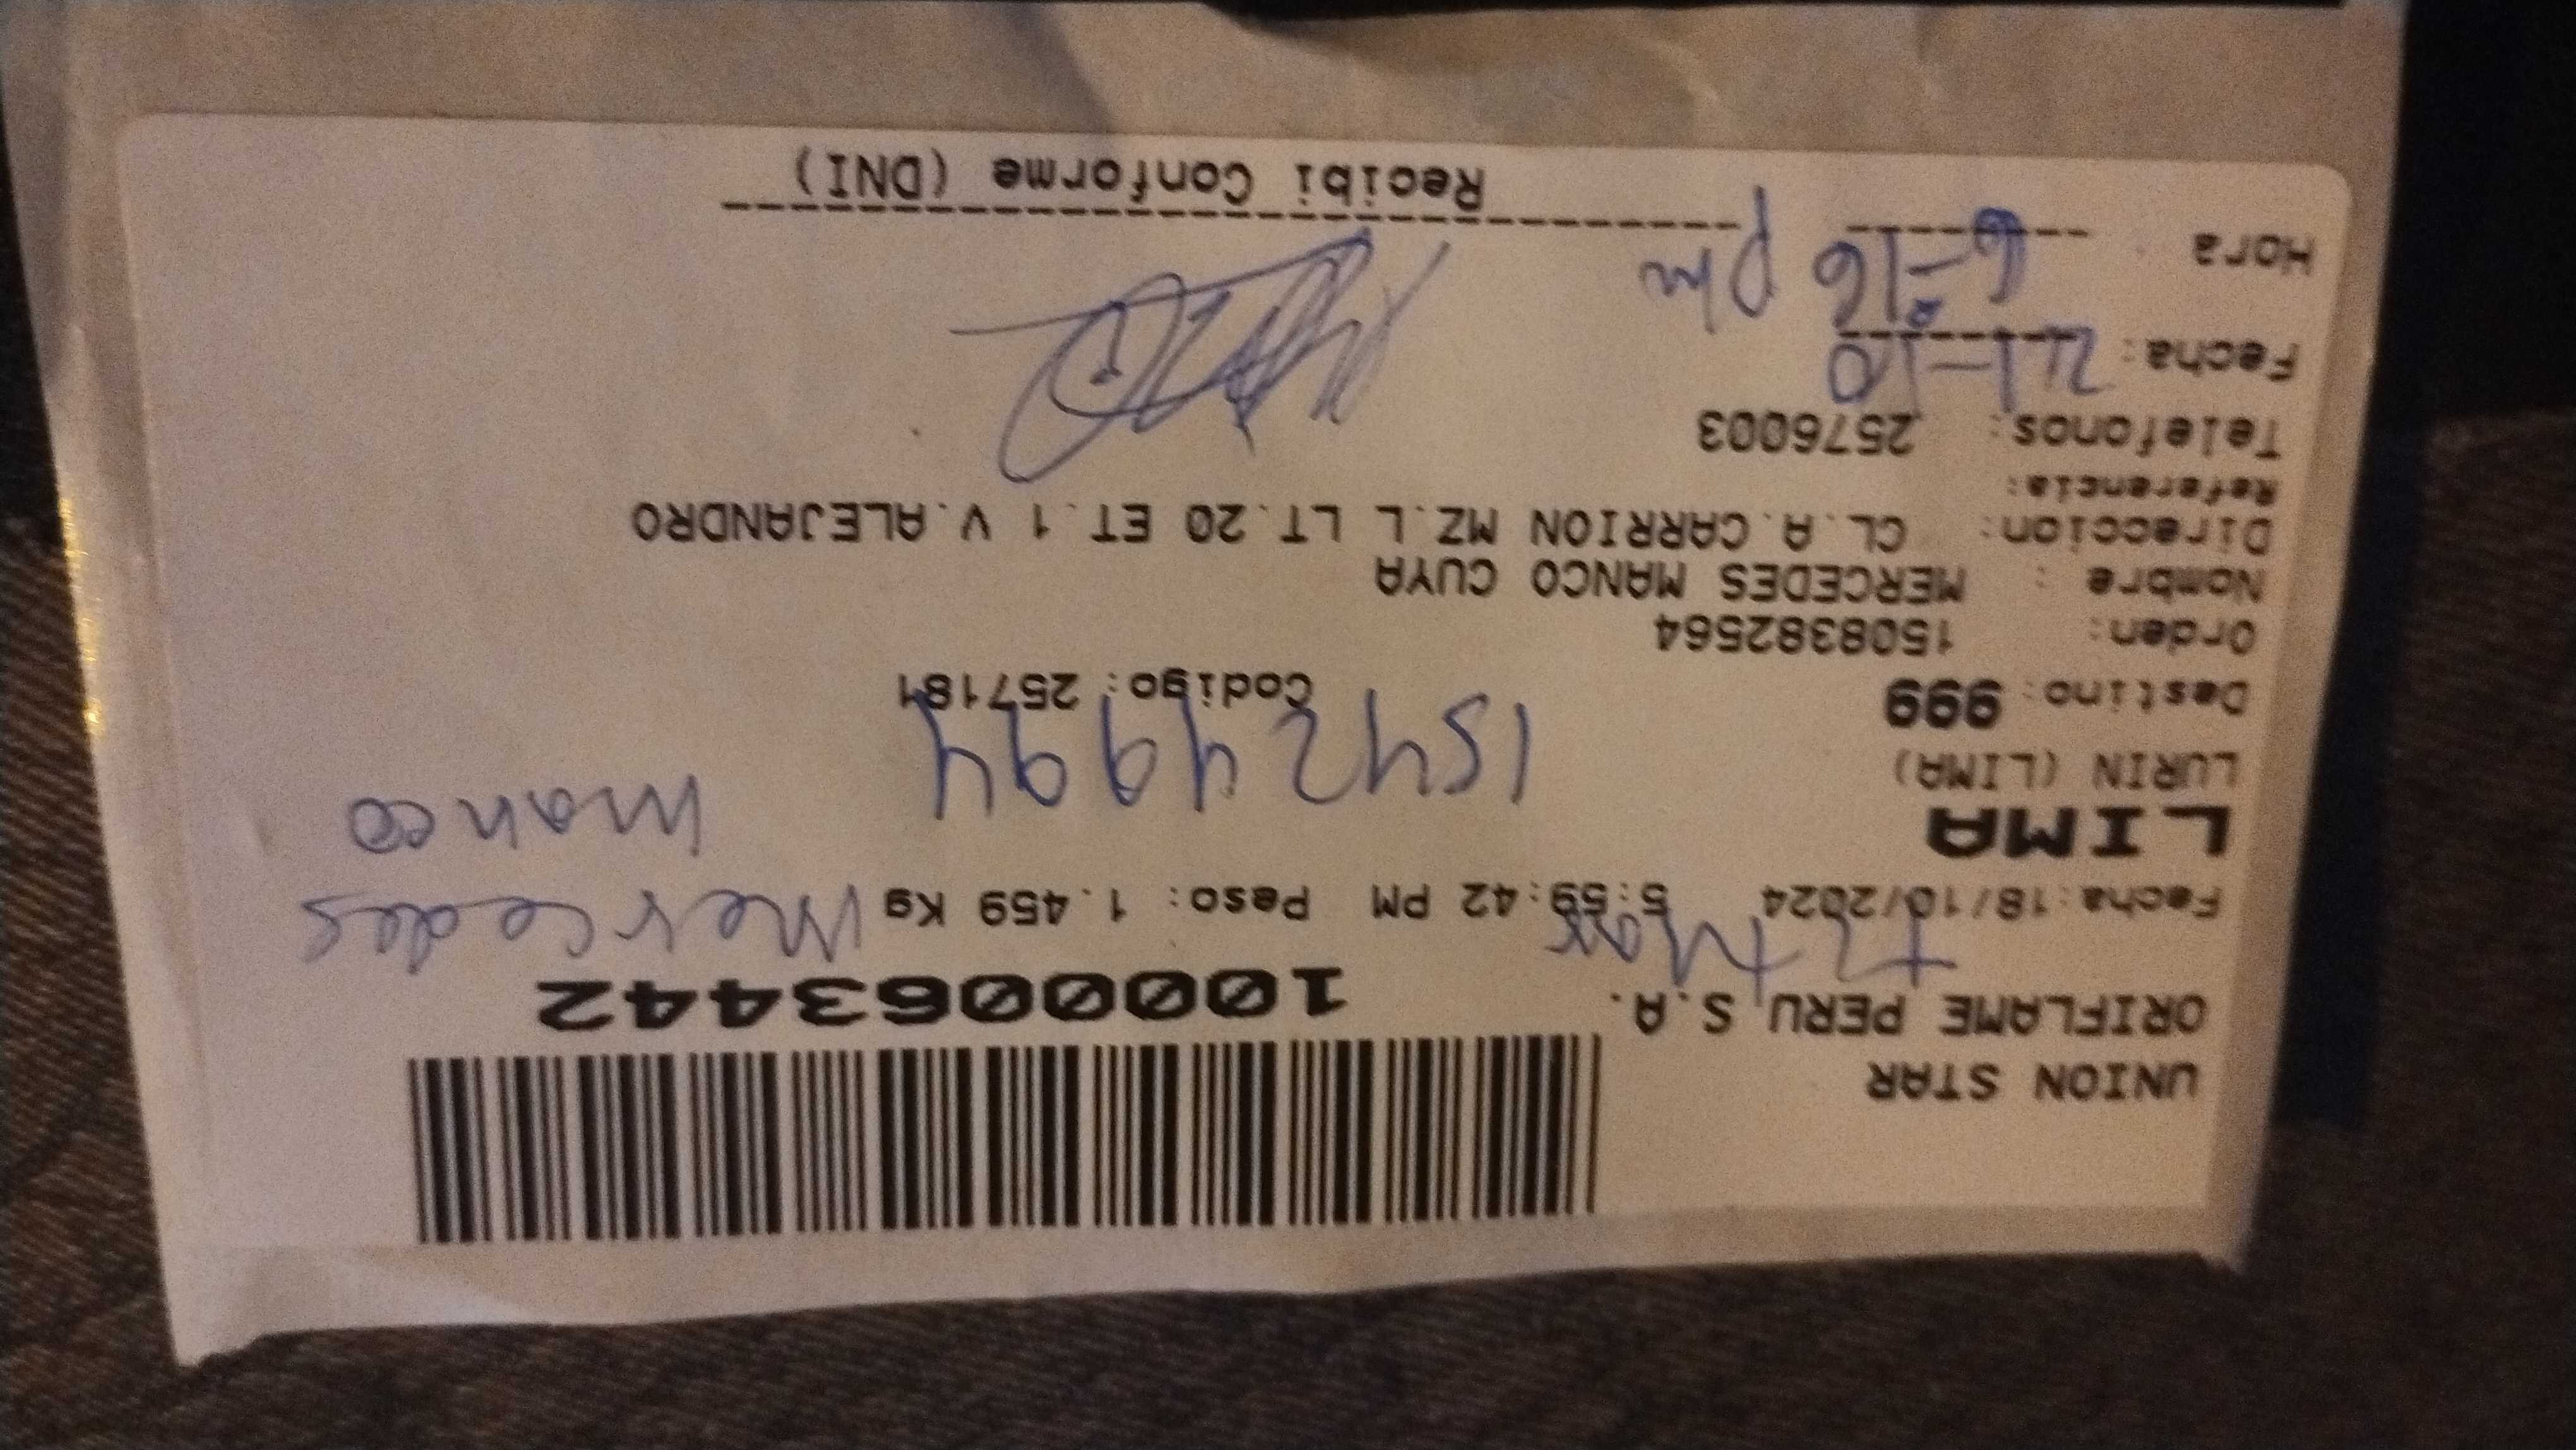 UNION STAR
ORIFLAME PERU S.A.
10000063442
Fecha:18/10/2024 5:59:42 PM Peso: 1.459 Kg
Mercedes
Manco
LIMA
LURIN (LIMA)
15424994
Destino: 999 Codigo: 257181
Orden: 1508382564
Nombre : MERCEDES MANCO CUYA
Direccion: CL.A.CARRION MZ.L LT.20 ET.1 V.ALEJANDRO
Referencia:
Telefonos: 2576003
Fecha: 21-10
Hora 6:16 pm
Recibi Conforme (DNI)